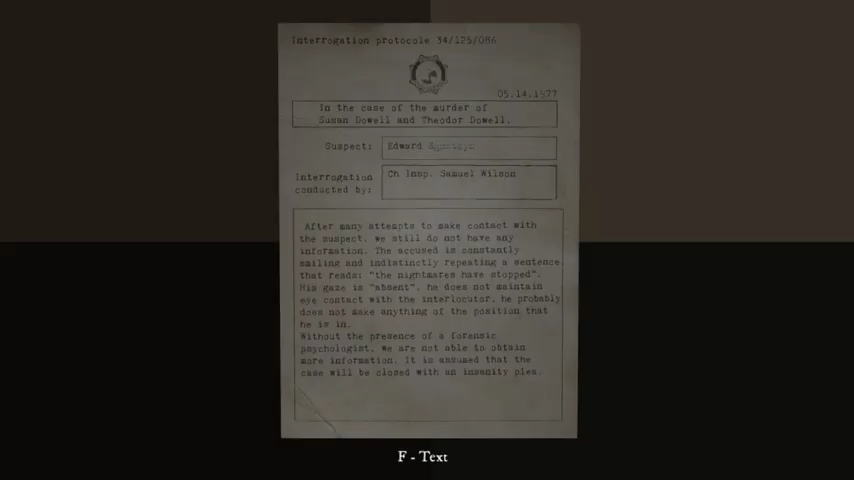 Interrogation protocole 34/125/086
05.14.1977
In the case of the murder of
Susan Dowell and Theodor Dowell.
Suspect: Edward
Interrogation
conducted by:
Ch Insp. Samuel Wilson
After many attempts to make contact with
the suspect, we still do not have any
information. The accused is constantly
smiling and indistinctly repeating a sentence
that reads: "the nightmares have stopped".
His gaze is "absent", he does not maintain
eye contact with the interlocutor, he probably
does not make anything of the position that
he is in.
Without the presence of a forensic
psychologist, we are not able to obtain
more information. It is assumed that the
case will be closed with an insanity plea.
F - Text